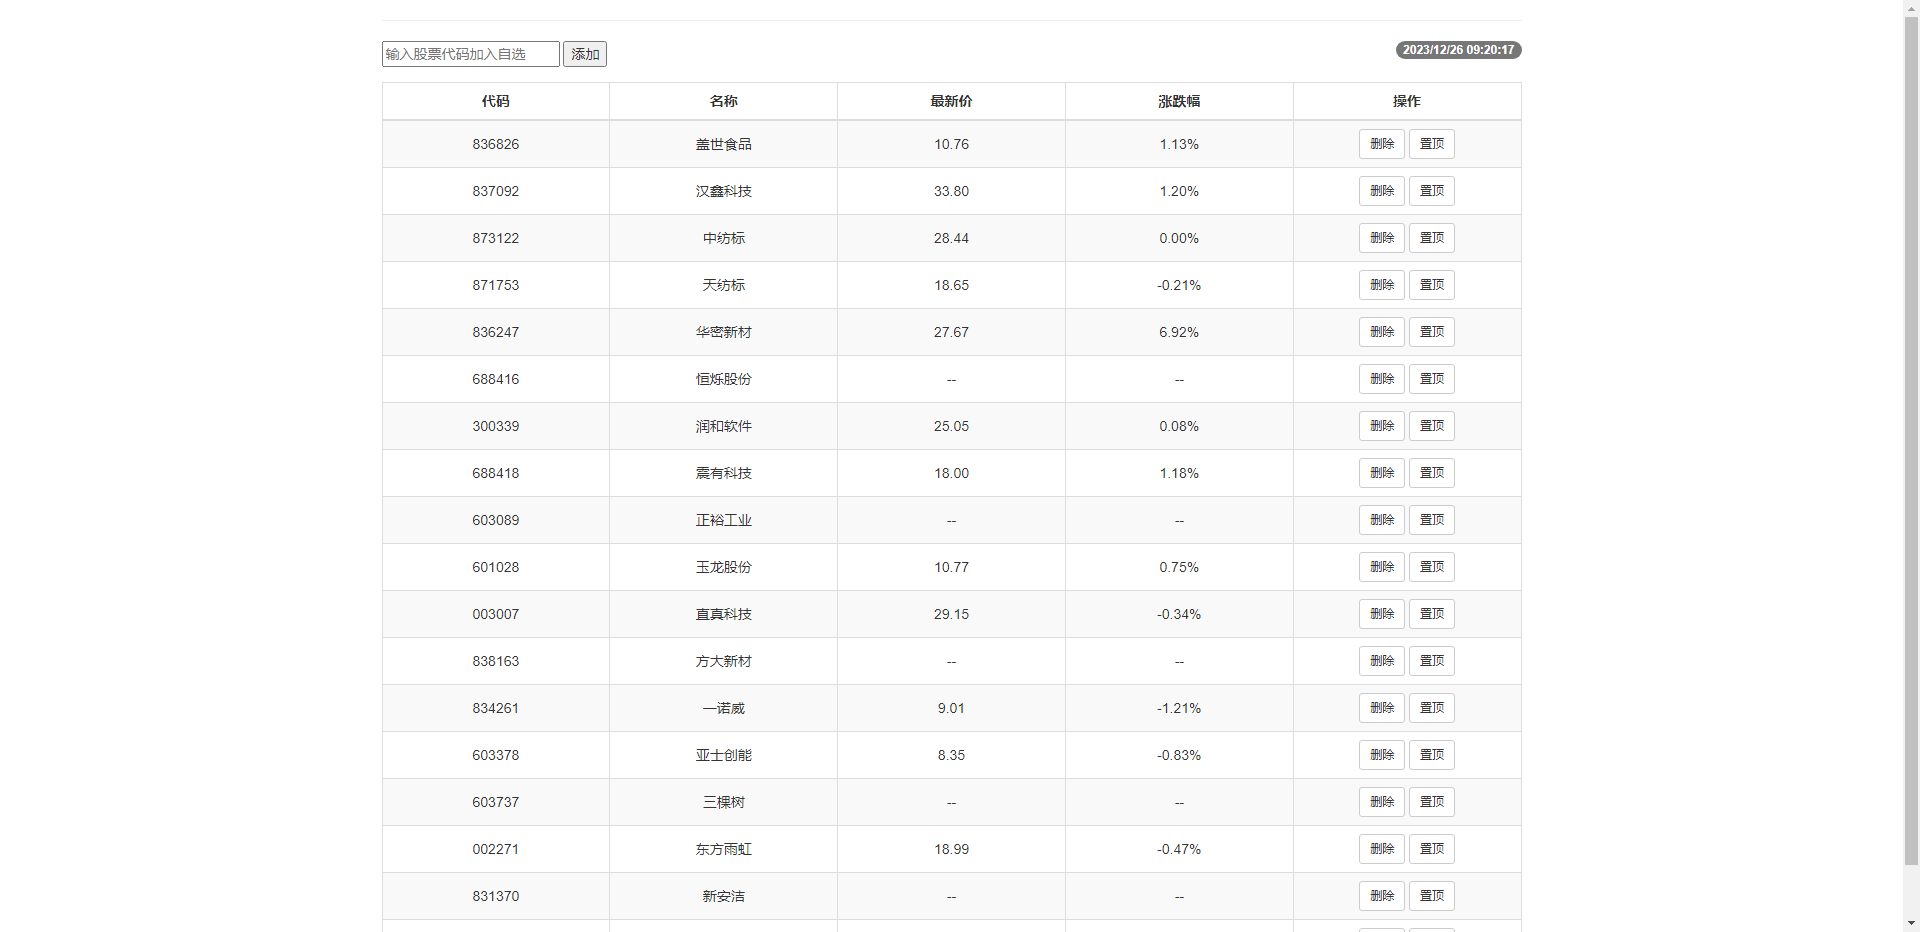 输入股票代码加入自选 添加 2023/12/26 09:20:17
代码 名称 最新价 涨跌幅 操作
836826 盖世食品 10.76 1.13% 删除 置顶
837092 汉鑫科技 33.80 1.20% 删除 置顶
873122 中纺标 28.44 0.00% 删除 置顶
871753 天纺标 18.65 -0.21% 删除 置顶
836247 华密新材 27.67 6.92% 删除 置顶
688416 恒烁股份 -- -- 删除 置顶
300339 润和软件 25.05 0.08% 删除 置顶
688418 震有科技 18.00 1.18% 删除 置顶
603089 正裕工业 -- -- 删除 置顶
601028 玉龙股份 10.77 0.75% 删除 置顶
003007 直真科技 29.15 -0.34% 删除 置顶
838163 方大新材 -- -- 删除 置顶
834261 一诺威 9.01 -1.21% 删除 置顶
603378 亚士创能 8.35 -0.83% 删除 置顶
603737 三棵树 -- -- 删除 置顶
002271 东方雨虹 18.99 -0.47% 删除 置顶
831370 新安洁 -- -- 删除 置顶